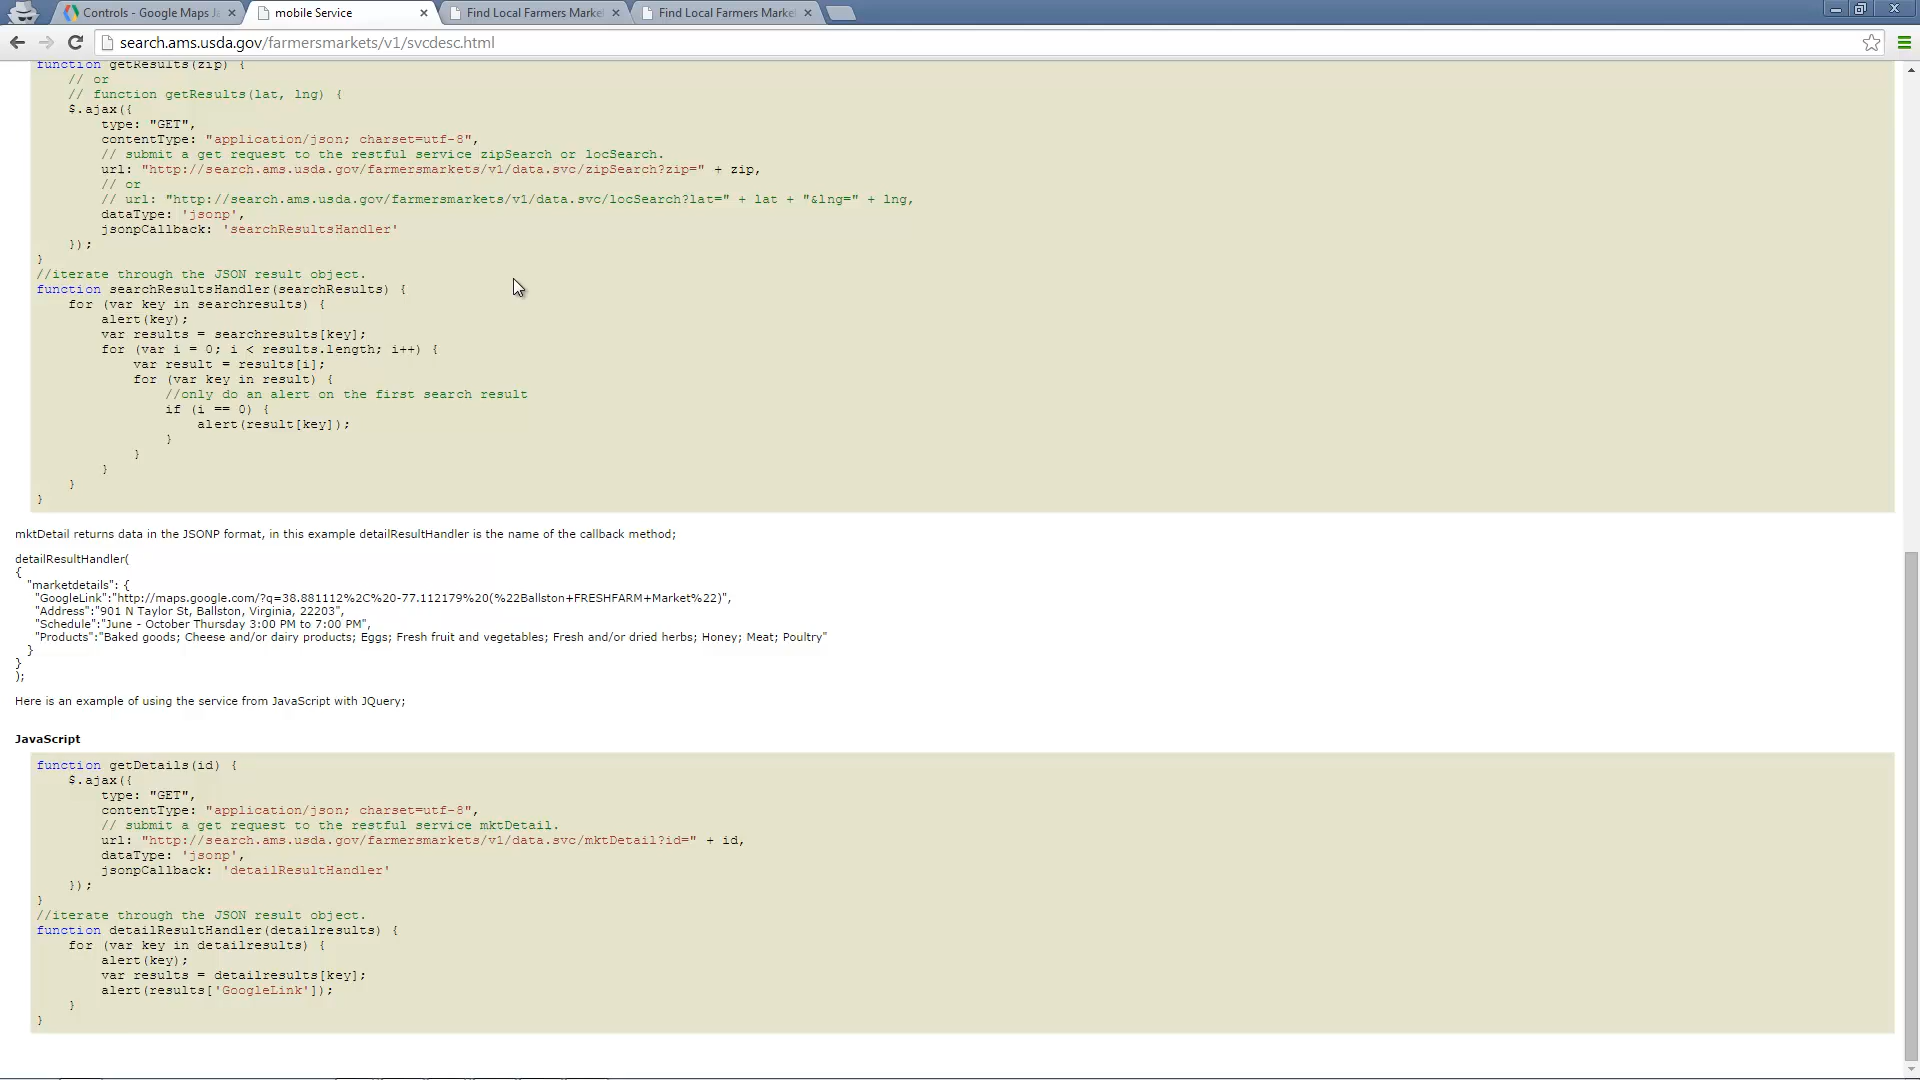 Controls - Google Maps Ja
mobile Service
Find Local Farmers Market
Find Local Farmers Market
search.ams.usda.gov/farmersmarkets/v1/svcdesc.html
function getResults(zip) {
// or
// function getResults(lat, lng) {
$.ajax({
type: "GET",
contentType: "application/json; charset=utf-8",
// submit a get request to the restful service zipSearch or locSearch.
url: "http://search.ams.usda.gov/farmersmarkets/v1/data.svc/zipSearch?zip=" + zip,
// or
// url: "http://search.ams.usda.gov/farmersmarkets/v1/data.svc/locSearch?lat=" + lat + "&lng=" + lng,
dataType: 'jsonp',
jsonpCallback: 'searchResultsHandler'
});
}
//iterate through the JSON result object.
function searchResultsHandler(searchResults) {
for (var key in searchresults) {
alert(key);
var results = searchresults[key];
for (var i = 0; i < results.length; i++) {
var result = results[i];
for (var key in result) {
//only do an alert on the first search result
if (i == 0) {
alert(result[key]);
}
}
}
}
}
mktDetail returns data in the JSONP format, in this example detailResultHandler is the name of the callback method;
detailResultHandler(
{
"marketdetails": {
"GoogleLink":"http://maps.google.com/?q=38.881112%2C%20-77.112179%20(%22Ballston+FRESHFARM+Market%22)",
"Address":"901 N Taylor St, Ballston, Virginia, 22203",
"Schedule":"June - October Thursday 3:00 PM to 7:00 PM",
"Products":"Baked goods; Cheese and/or dairy products; Eggs; Fresh fruit and vegetables; Fresh and/or dried herbs; Honey; Meat; Poultry"
}
}
);
Here is an example of using the service from JavaScript with JQuery;
JavaScript
function getDetails(id) {
$.ajax({
type: "GET",
contentType: "application/json; charset=utf-8",
// submit a get request to the restful service mktDetail.
url: "http://search.ams.usda.gov/farmersmarkets/v1/data.svc/mktDetail?id=" + id,
dataType: 'jsonp',
jsonpCallback: 'detailResultHandler'
});
}
//iterate through the JSON result object.
function detailResultHandler(detailresults) {
for (var key in detailresults) {
alert(key);
var results = detailresults[key];
alert(results['GoogleLink']);
}
}